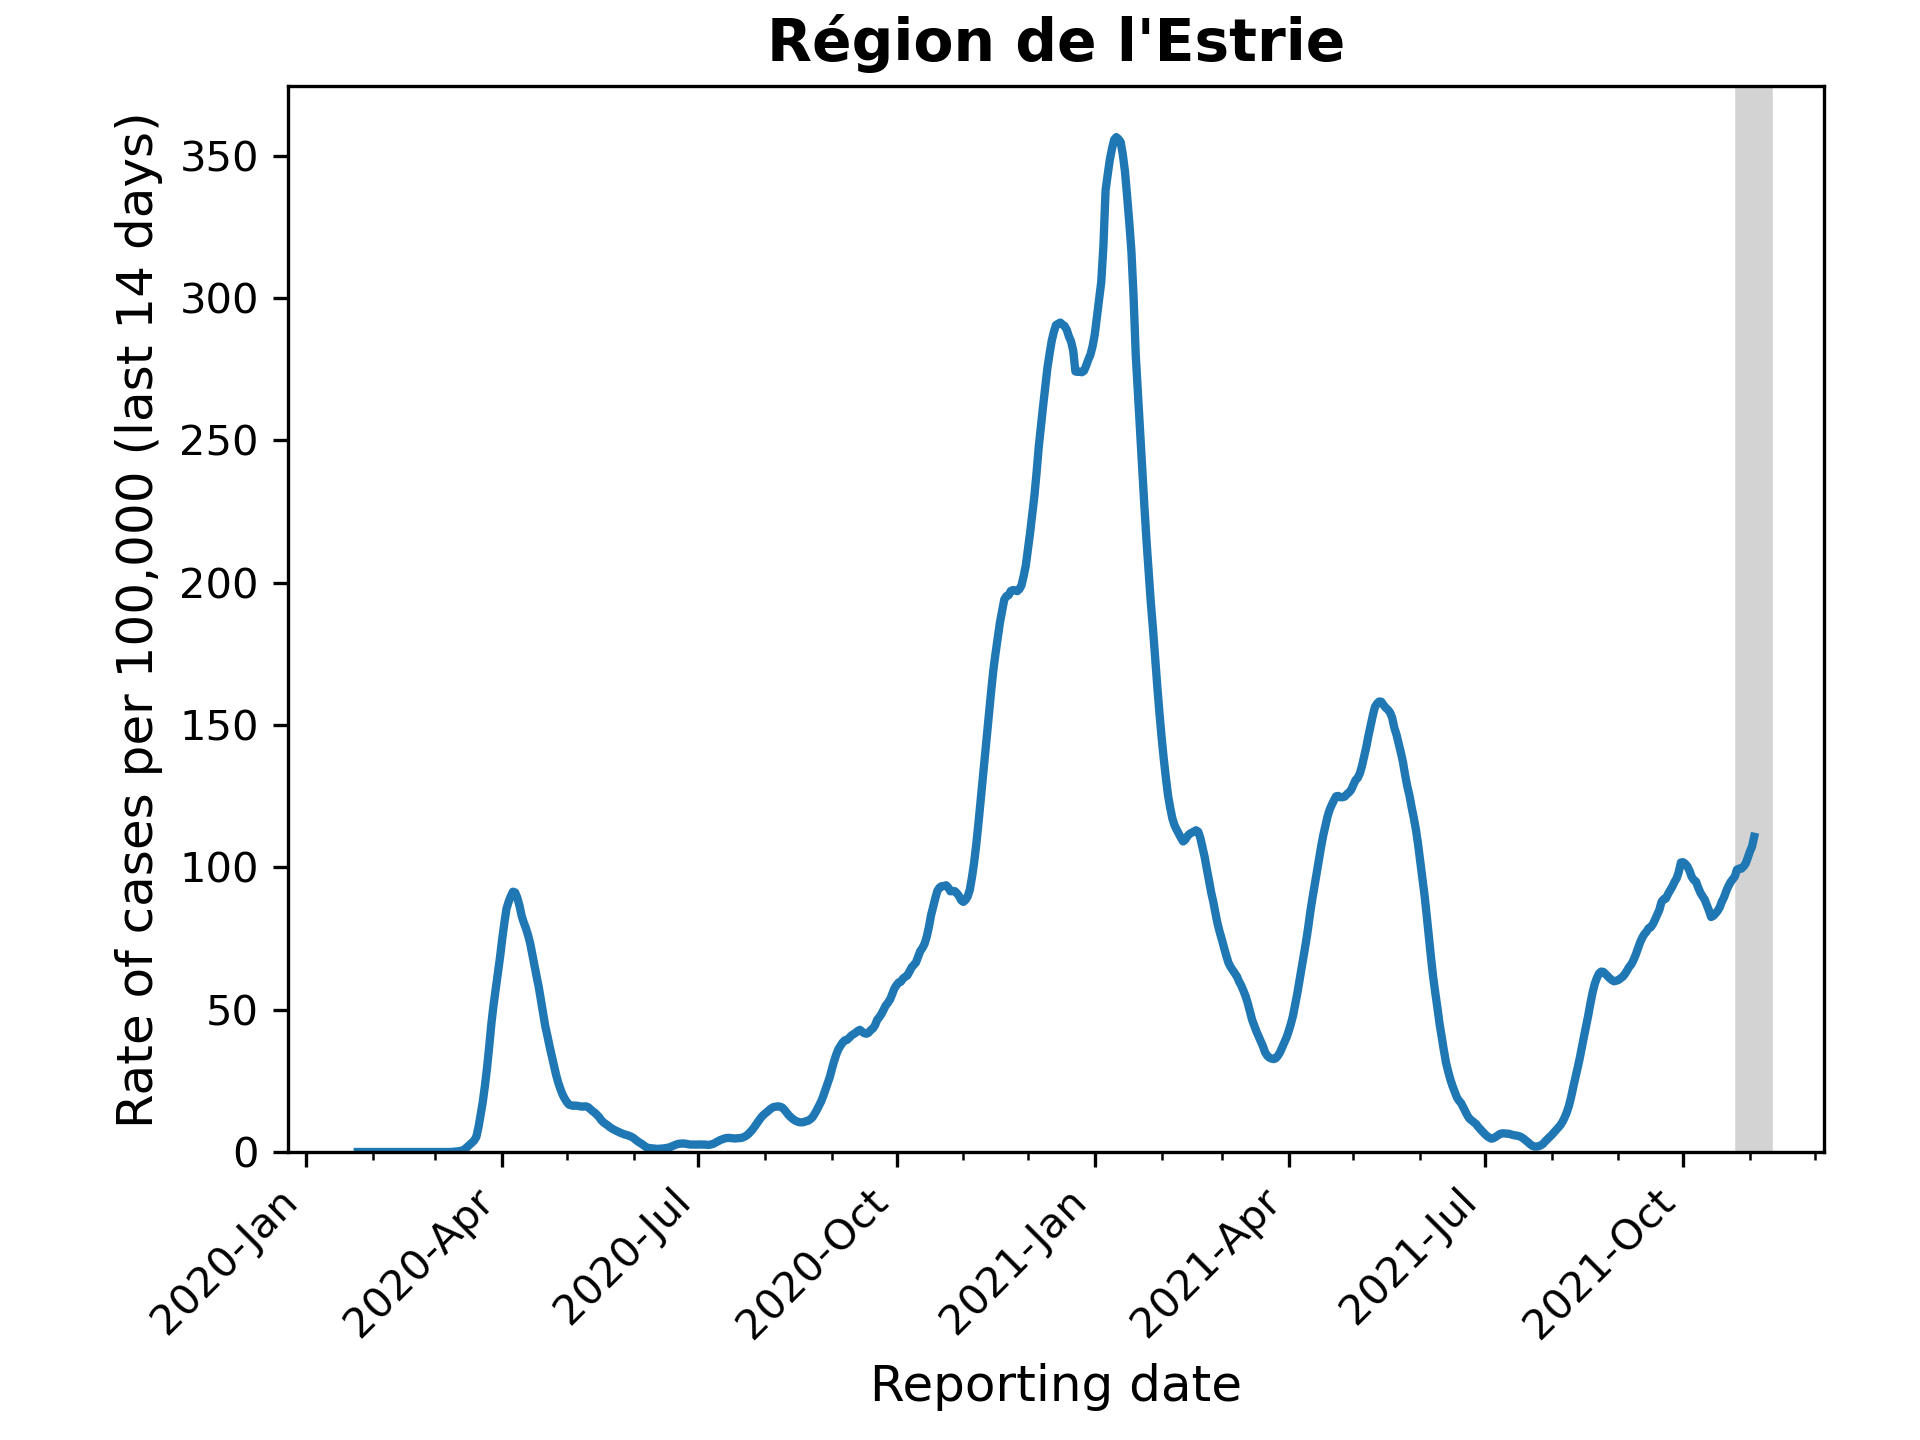 Région de l'Estrie
Rate of cases per 100,000 (last 14 days)
350
300
250
200
150
100
50
0
2020-Jan
2020-Apr
2020-Jul
2020-Oct
2021-Jan
2021-Apr
2021-Jul
2021-Oct
Reporting date